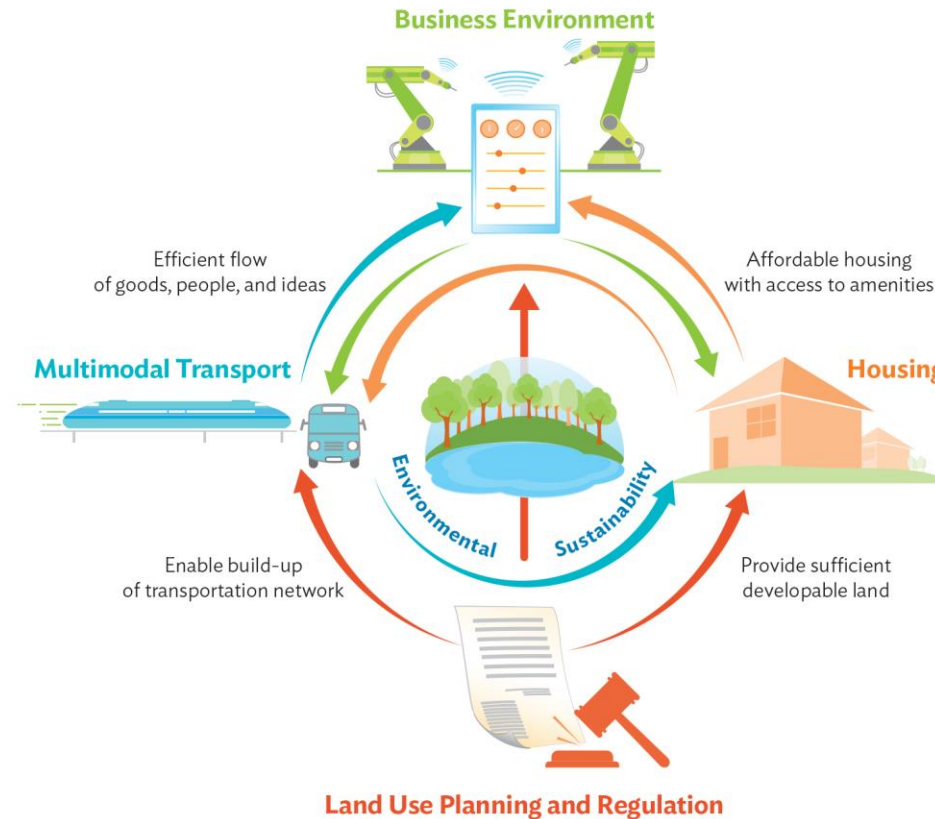 Business Environment
Efficient flow
of goods, people, and ideas
Affordable housing
with access to amenities
Multimodal Transport
Housing
Environmental
Sustainability
Enable build-up
of transportation network
Provide sufficient
developable land
Land Use Planning and Regulation